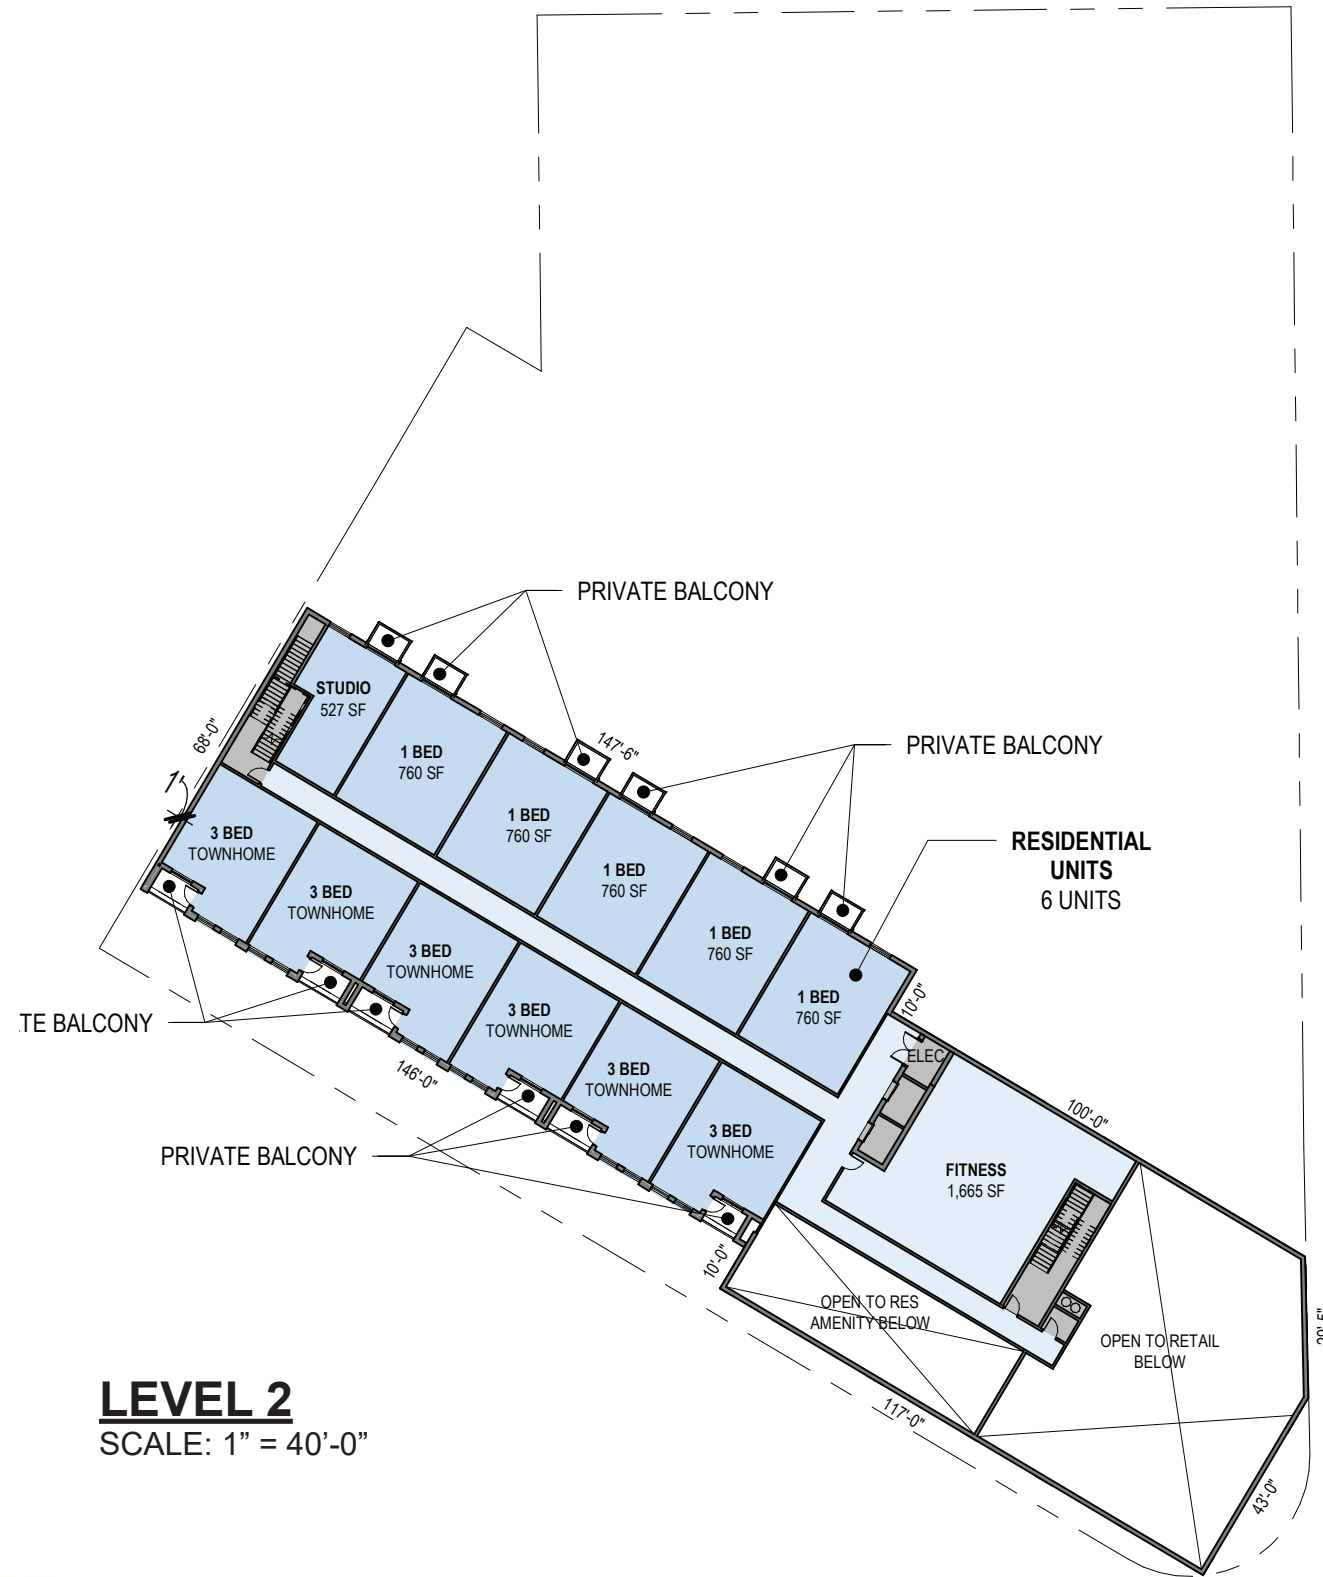 PRIVATE BALCONY
STUDIO
527 SF
68'-0"
147'-6"
1 BED
760 SF
PRIVATE BALCONY
1'
1 BED
760 SF
3 BED
TOWNHOME
RESIDENTIAL
UNITS
6 UNITS
1 BED
760 SF
3 BED
TOWNHOME
1 BED
760 SF
3 BED
TOWNHOME
1 BED
760 SF
10'-0"
TE BALCONY
3 BED
TOWNHOME
ELEC
146'-0"
3 BED
TOWNHOME
100'-0"
3 BED
TOWNHOME
PRIVATE BALCONY
FITNESS
1,665 SF
10'-0"
OPEN TO RES
AMENITY BELOW
OPEN TO RETAIL
BELOW
117'-0"
43'-0"
LEVEL 2
SCALE: 1” = 40’-0”